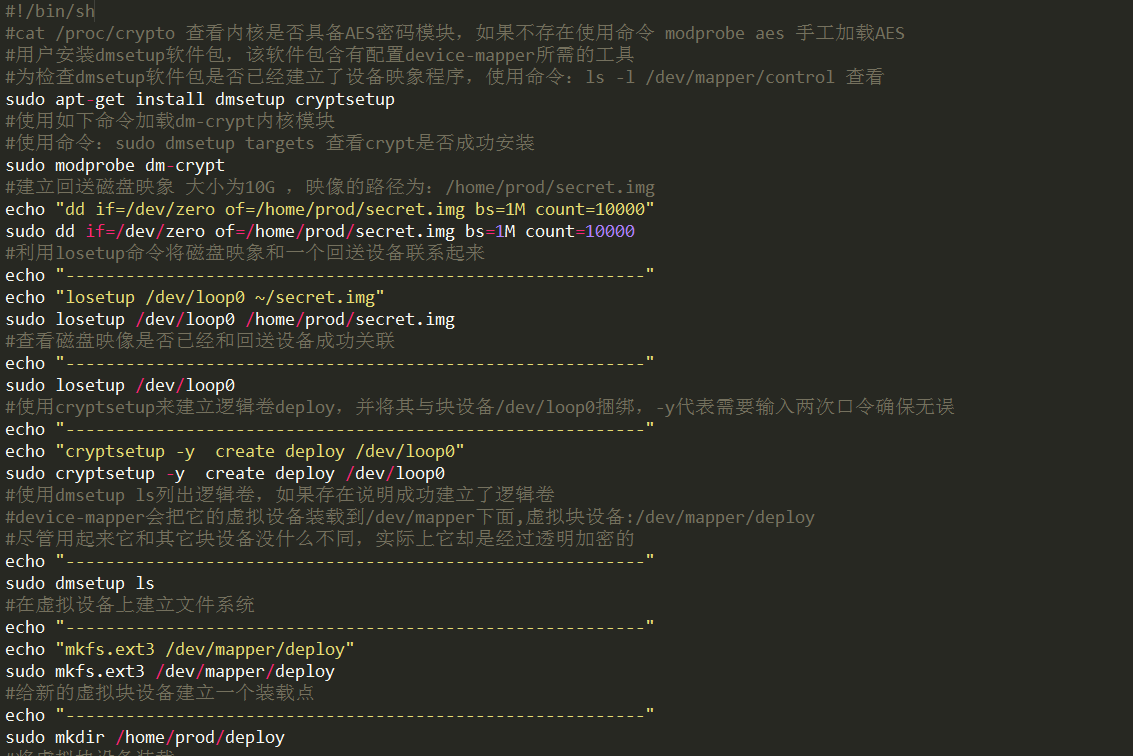 #!/bin/sh
#cat /proc/crypto 查看内核是否具备AES密码模块，如果不存在使用命令 modprobe aes 手工加载AES
#用户安装dmsetup软件包，该软件包含有配置device-mapper所需的工具
#为检查dmsetup软件包是否已经建立了设备映象程序，使用命令：ls -l /dev/mapper/control 查看
sudo apt-get install dmsetup cryptsetup
#使用如下命令加载dm-crypt内核模块
#使用命令：sudo dmsetup targets 查看crypt是否成功安装
sudo modprobe dm-crypt
#建立回送磁盘映象 大小为10G ，映像的路径为：/home/prod/secret.img
echo "dd if=/dev/zero of=/home/prod/secret.img bs=1M count=10000"
sudo dd if=/dev/zero of=/home/prod/secret.img bs=1M count=10000
#利用losetup命令将磁盘映象和一个回送设备联系起来
echo "----------------------------------------------------------"
echo "losetup /dev/loop0 ~/secret.img"
sudo losetup /dev/loop0 /home/prod/secret.img
#查看磁盘映像是否已经和回送设备成功关联
echo "----------------------------------------------------------"
sudo losetup /dev/loop0
#使用cryptsetup来建立逻辑卷deploy，并将其与块设备/dev/loop0捆绑，-y代表需要输入两次口令确保无误
echo "----------------------------------------------------------"
echo "cryptsetup -y  create deploy /dev/loop0"
sudo cryptsetup -y  create deploy /dev/loop0
#使用dmsetup ls列出逻辑卷，如果存在说明成功建立了逻辑卷
#device-mapper会把它的虚拟设备装载到/dev/mapper下面,虚拟块设备:/dev/mapper/deploy
#尽管用起来它和其它块设备没什么不同，实际上它却是经过透明加密的
echo "----------------------------------------------------------"
sudo dmsetup ls
#在虚拟设备上建立文件系统
echo "----------------------------------------------------------"
echo "mkfs.ext3 /dev/mapper/deploy"
sudo mkfs.ext3 /dev/mapper/deploy
#给新的虚拟块设备建立一个装载点
echo "----------------------------------------------------------"
sudo mkdir /home/prod/deploy
#将虚拟块设备装载